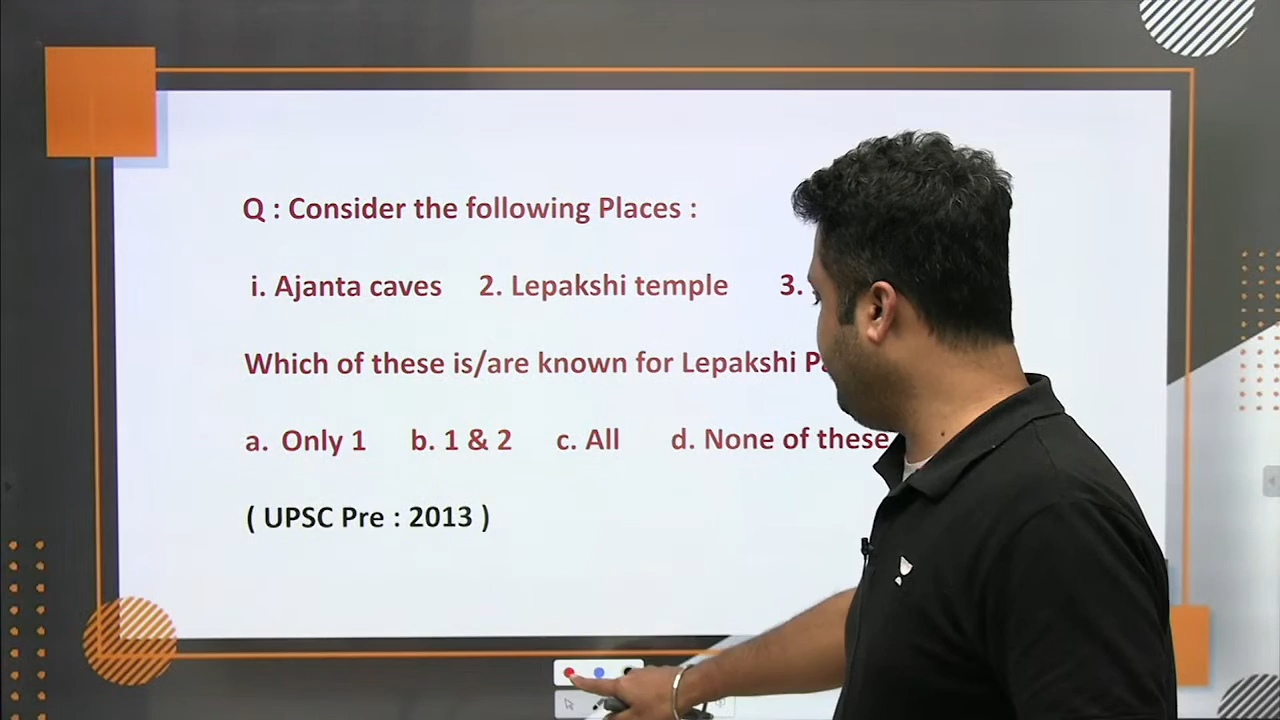 Q : Consider the following Places :
i. Ajanta caves 2. Lepakshi temple 3.
Which of these is/are known for Lepakshi
a. Only 1 b. 1 & 2 c. All d. None of these
( UPSC Pre : 2013 )